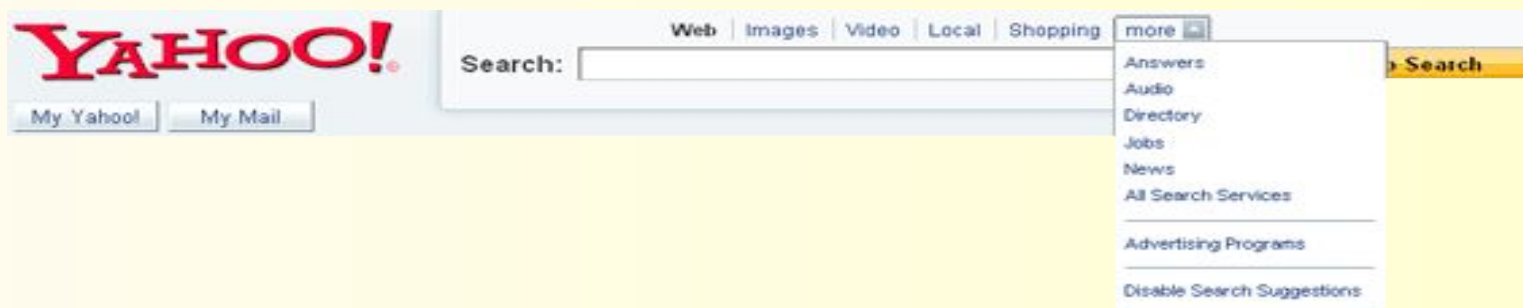 YAHOO!
Web | Images | Video | Local | Shopping more
Search: Search
My Yahoo! My Mail
Answers
Audio
Directory
Jobs
News
All Search Services
Advertising Programs
Disable Search Suggestions